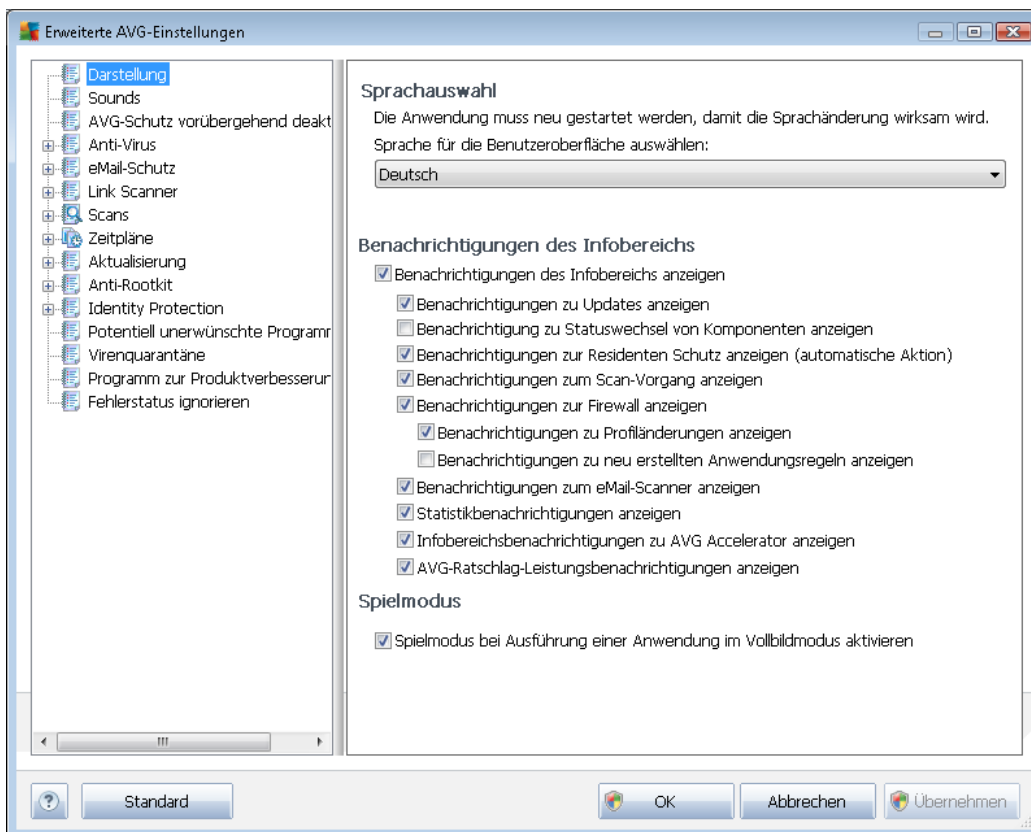 Erweiterte AVG-Einstellungen
Darstellung
Sounds
AVG-Schutz vorübergehend deakt
Anti-Virus
eMail-Schutz
Link Scanner
Scans
Zeitpläne
Aktualisierung
Anti-Rootkit
Identity Protection
Potentiell unerwünschte Programm
Virenquarantäne
Programm zur Produktverbesserur
Fehlerstatus ignorieren
Sprachauswahl
Die Anwendung muss neu gestartet werden, damit die Sprachänderung wirksam wird.
Sprache für die Benutzeroberfläche auswählen:
Deutsch
Benachrichtigungen des Infobereichs
Benachrichtigungen des Infobereichs anzeigen
Benachrichtigungen zu Updates anzeigen
Benachrichtigung zu Statuswechsel von Komponenten anzeigen
Benachrichtigungen zur Residenten Schutz anzeigen (automatische Aktion)
Benachrichtigungen zum Scan-Vorgang anzeigen
Benachrichtigungen zur Firewall anzeigen
Benachrichtigungen zu Profiländerungen anzeigen
Benachrichtigungen zu neu erstellten Anwendungsregeln anzeigen
Benachrichtigungen zum eMail-Scanner anzeigen
Statistikbenachrichtigungen anzeigen
Infobereichsbenachrichtigungen zu AVG Accelerator anzeigen
AVG-Ratschlag-Leistungsbenachrichtigungen anzeigen
Spielmodus
Spielmodus bei Ausführung einer Anwendung im Vollbildmodus aktivieren
? Standard OK Abbrechen Übernehmen